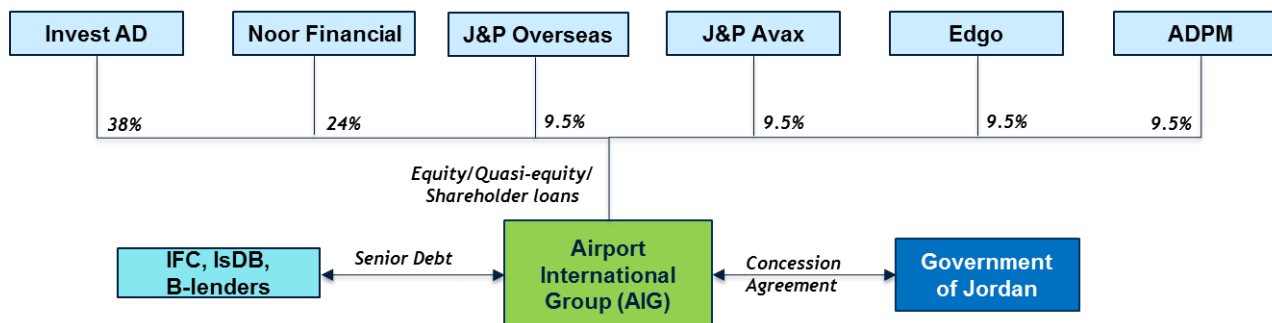 Invest AD
Noor Financial
J&P Overseas
J&P Avax
Edgo
ADPM
38%
24%
9.5%
9.5%
9.5%
9.5%
Equity/Quasi-equity/
Shareholder loans
IFC, IsDB,
B-lenders
Senior Debt
Airport
International
Group (AIG)
Concession
Agreement
Government
of Jordan